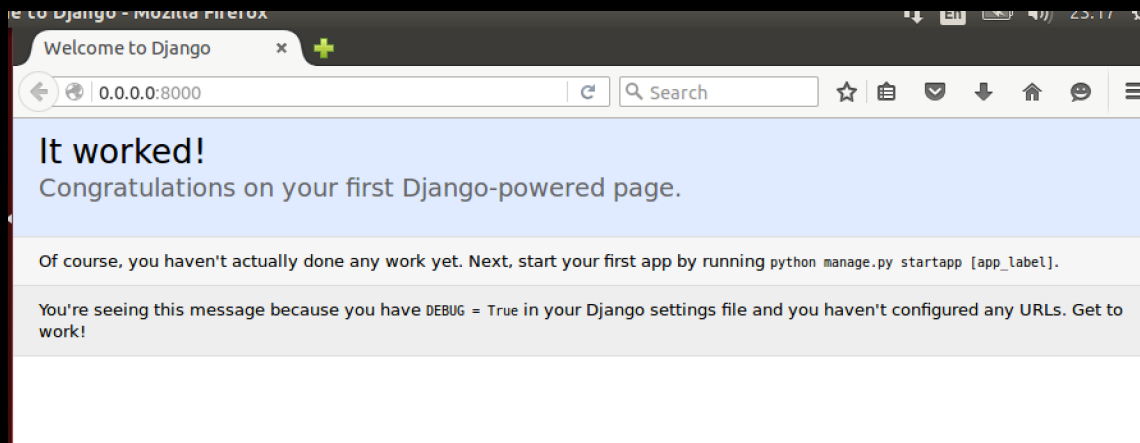 e to Django - Mozilla Firefox En 23:17
Welcome to Django
0.0.0.0:8000 Search
It worked!
Congratulations on your first Django-powered page.
Of course, you haven't actually done any work yet. Next, start your first app by running python manage.py startapp [app_label].
You're seeing this message because you have DEBUG = True in your Django settings file and you haven't configured any URLs. Get to
work!